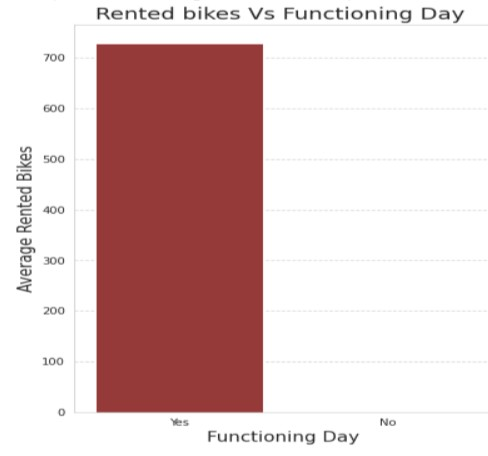 Rented bikes Vs Functioning Day
Average Rented Bikes
700
600
500
400
300
200
100
0
Yes
No
Functioning Day